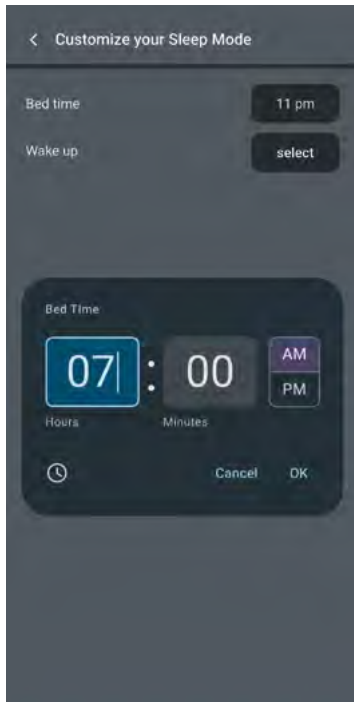 Customize your Sleep Mode
Bed time 11 pm
Wake up select
Bed Time
07 : 00 AM
PM
Hours Minutes
Cancel OK